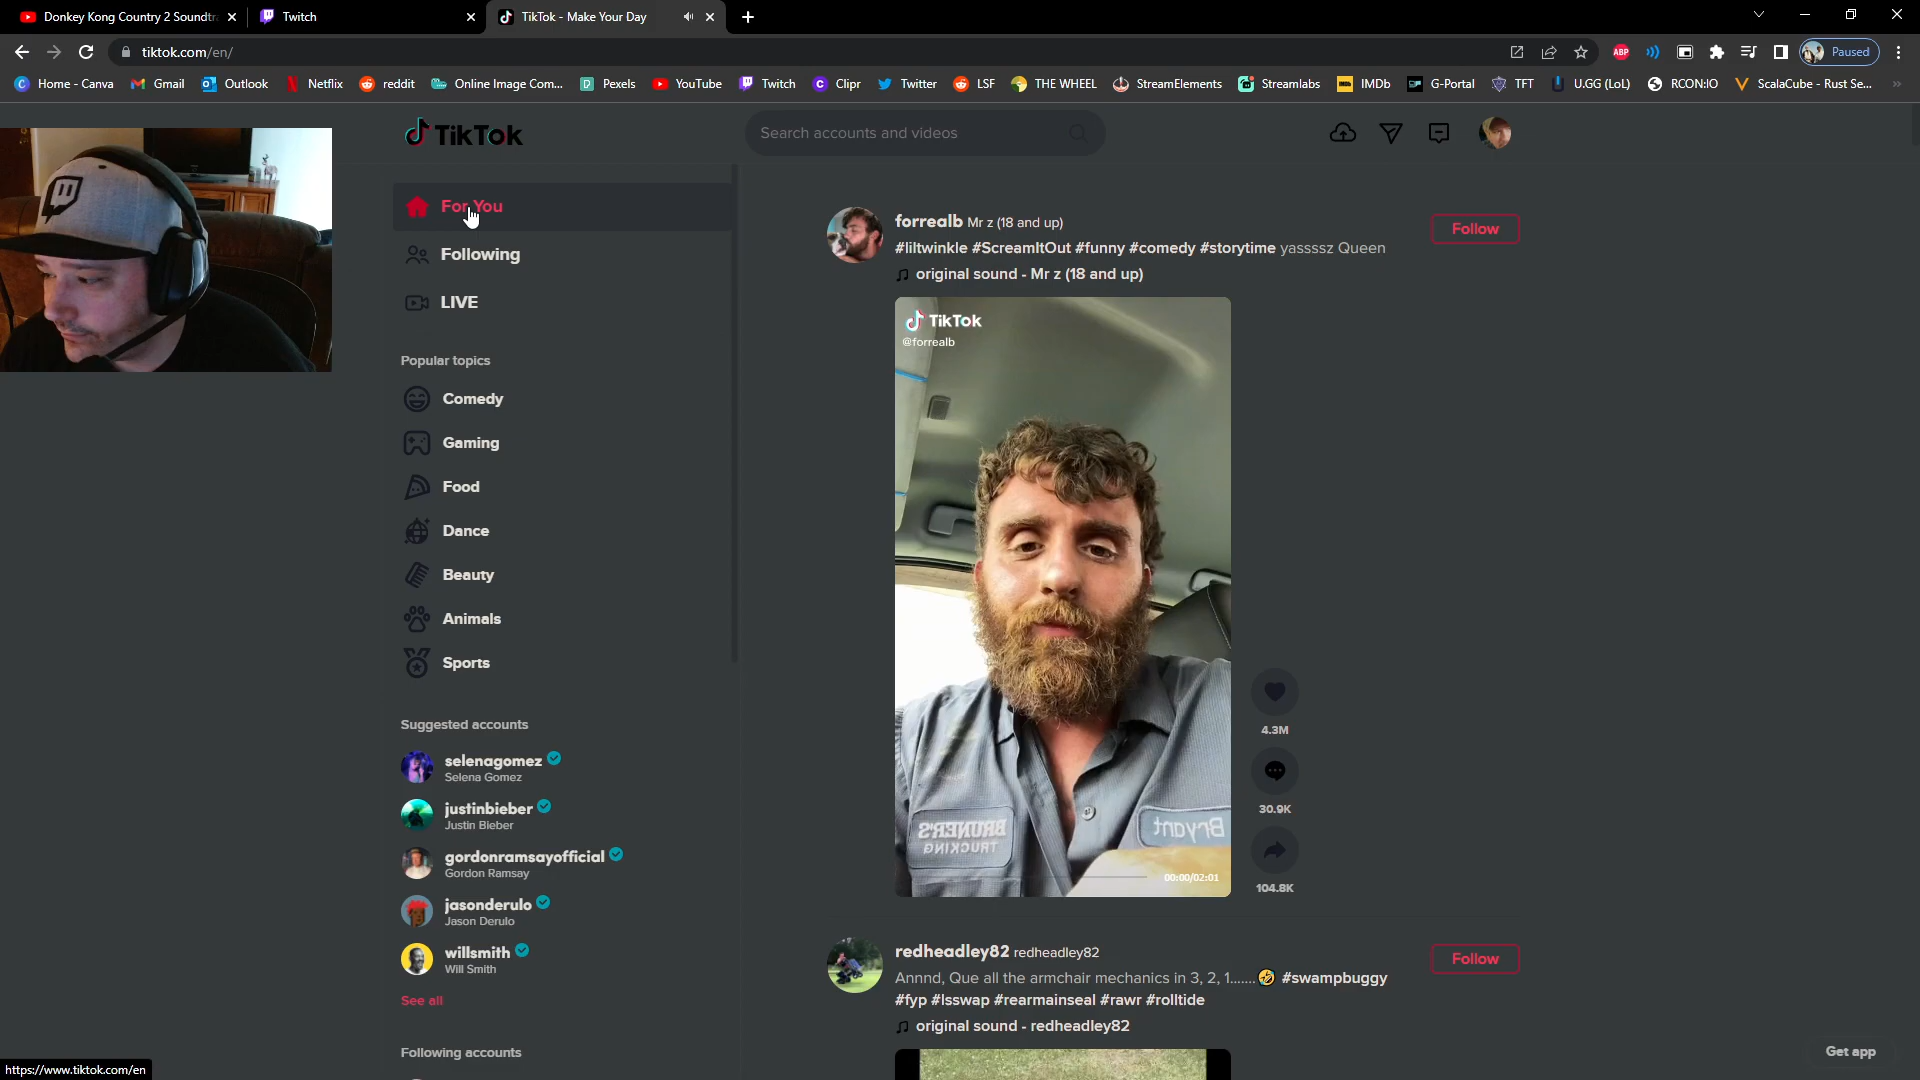 Donkey Kong Country 2 Soundtr
Twitch
TikTok - Make Your Day
tiktok.com/en/
Paused
Home - Canva
Gmail
Outlook
Netflix
reddit
Online Image Com...
Pexels
YouTube
Twitch
Clipr
Twitter
LSF
THE WHEEL
StreamElements
Streamlabs
IMDb
G-Portal
TFT
U.GG (LoL)
RCON:IO
ScalaCube - Rust Se...
TikTok
Search accounts and videos
For You
Following
LIVE
Popular topics
Comedy
Gaming
Food
Dance
Beauty
Animals
Sports
Suggested accounts
selenagomez
Selena Gomez
justinbieber
Justin Bieber
gordonramsayofficial
Gordon Ramsay
jasonderulo
Jason Derulo
willsmith
Will Smith
See all
Following accounts
forrealb Mr z (18 and up)
Follow
#liltwinkle #ScreamItOut #funny #comedy #storytime yassssz Queen
original sound - Mr z (18 and up)
TikTok
@forrealb
BRUNER'S
TRUCKING
Bryant
00:00/02:01
4.3M
30.9K
104.8K
redheadley82 redheadley82
Follow
Annnd, Que all the armchair mechanics in 3, 2, 1....... 🤣 #swampbuggy
#fyp #lsswap #rearmainseal #rawr #rolltide
original sound - redheadley82
Get app
https://www.tiktok.com/en